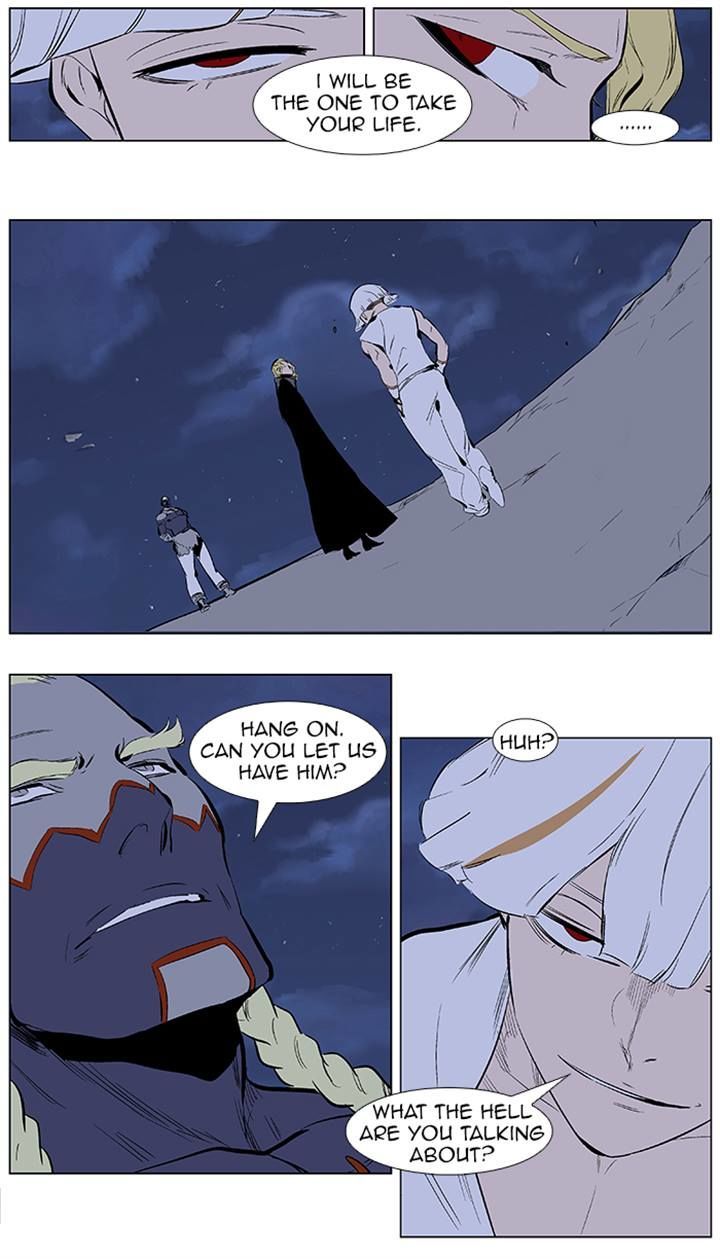 I WILL BE
THE ONE TO TAKE
YOUR LIFE.
......
HANG ON.
CAN YOU LET US
HAVE HIM?
HUH?
WHAT THE HELL
ARE YOU TALKING
ABOUT?